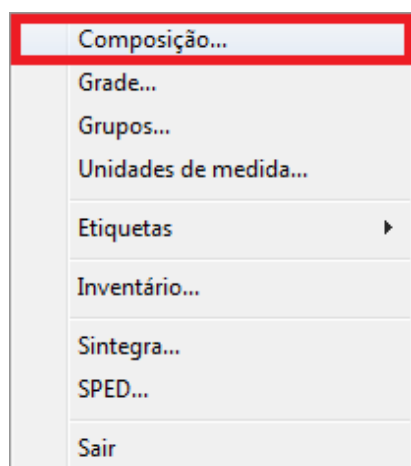 Composição...
Grade...
Grupos...
Unidades de medida...
Etiquetas
Inventário...
Sintegra...
SPED...
Sair